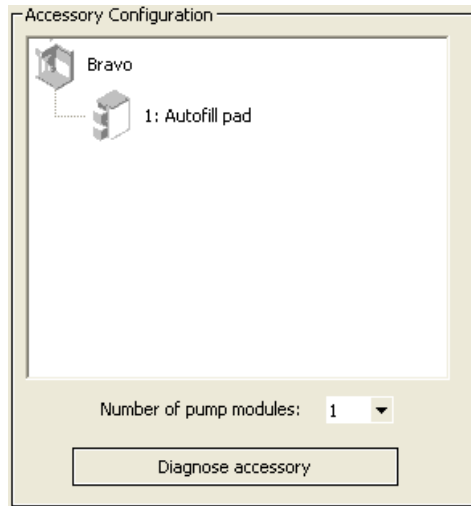 Accessory Configuration
Bravo
1: Autofill pad
Number of pump modules: 1
Diagnose accessory